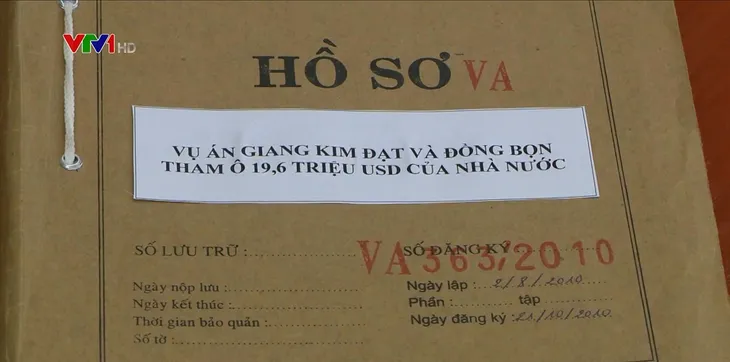 VTV1 HD
HỒ SƠ VA
VỤ ÁN GIANG KIM ĐẠT VÀ ĐỒNG BỌN
THAM Ô 19,6 TRIỆU USD CỦA NHÀ NƯỚC
SỐ LƯU TRỮ:
SỐ ĐĂNG KÝ
VA 363/2010
Ngày nộp lưu :
Ngày lập : 2/8/2010
Ngày kết thúc:
Phần: tập
Thời gian bảo quản:
Ngày đăng ký: 21/10/2010
Số tờ: